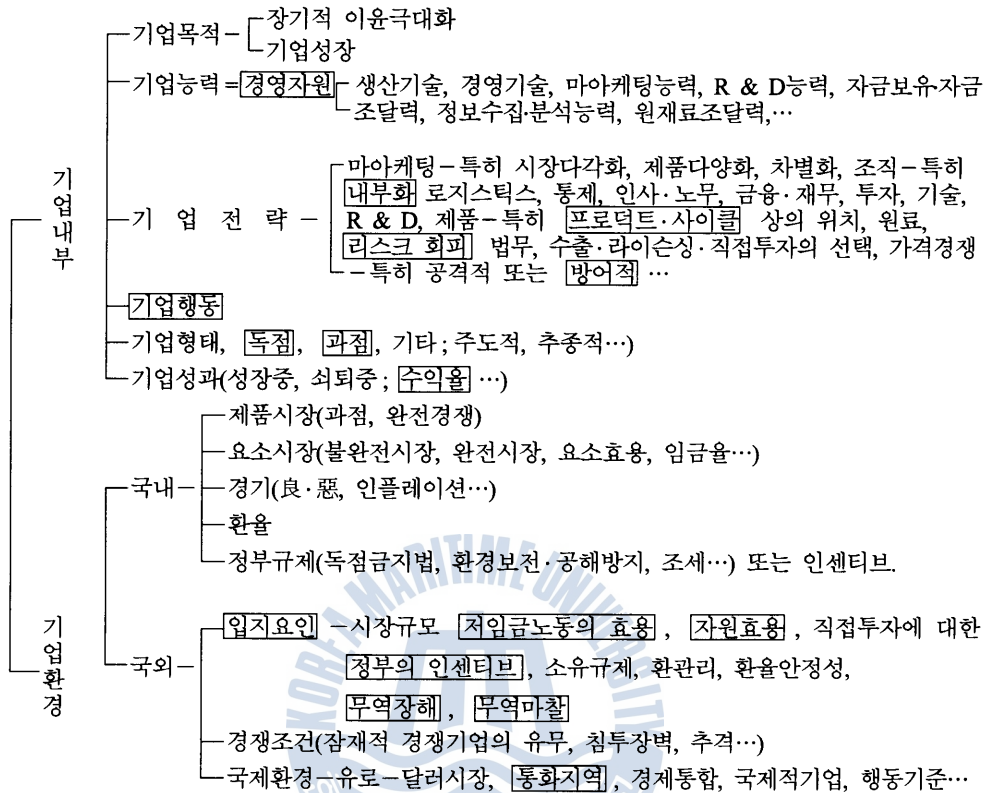 장기적 이윤극대화
기업목적
기업성장
기업능력=경영자원 생산기술, 경영기술, 마아케팅능력, R & D능력, 자금보유·자금
조달력, 정보수집·분석능력, 원재료조달력,…
기업내부
마아케팅-특히 시장다각화, 제품다양화, 차별화, 조직-특히
내부화 로지스틱스, 통제, 인사·노무, 금융·재무, 투자, 기술,
기 업 전 략 - R & D, 제품-특히 프로덕트·사이클 상의 위치, 원료,
리스크 회피 법무, 수출·라이슨싱·직접투자의 선택, 가격경쟁
-특히 공격적 또는 방어적 …
기업행동
기업형태, 독점, 과점, 기타;주도적, 추종적…)
기업성과(성장중, 쇠퇴중; 수익율 …)
제품시장(과점, 완전경쟁)
요소시장(불완전시장, 완전시장, 요소효용, 임금율…)
국내- 경기(良·惡, 인플레이션…)
환율
정부규제(독점금지법, 환경보전·공해방지, 조세…) 또는 인센티브.
기업환경
입지요인 -시장규모 저임금노동의 효용, 자원효용, 직접투자에 대한
국외- 정부의 인센티브, 소유규제, 환관리, 환율안정성,
무역장해, 무역마찰
경쟁조건(잠재적 경쟁기업의 유무, 침투장벽, 추격…)
국제환경-유로-달러시장, 통화지역, 경제통합, 국제적기업, 행동기준…
KOREA MARITIME UNIVERSITY